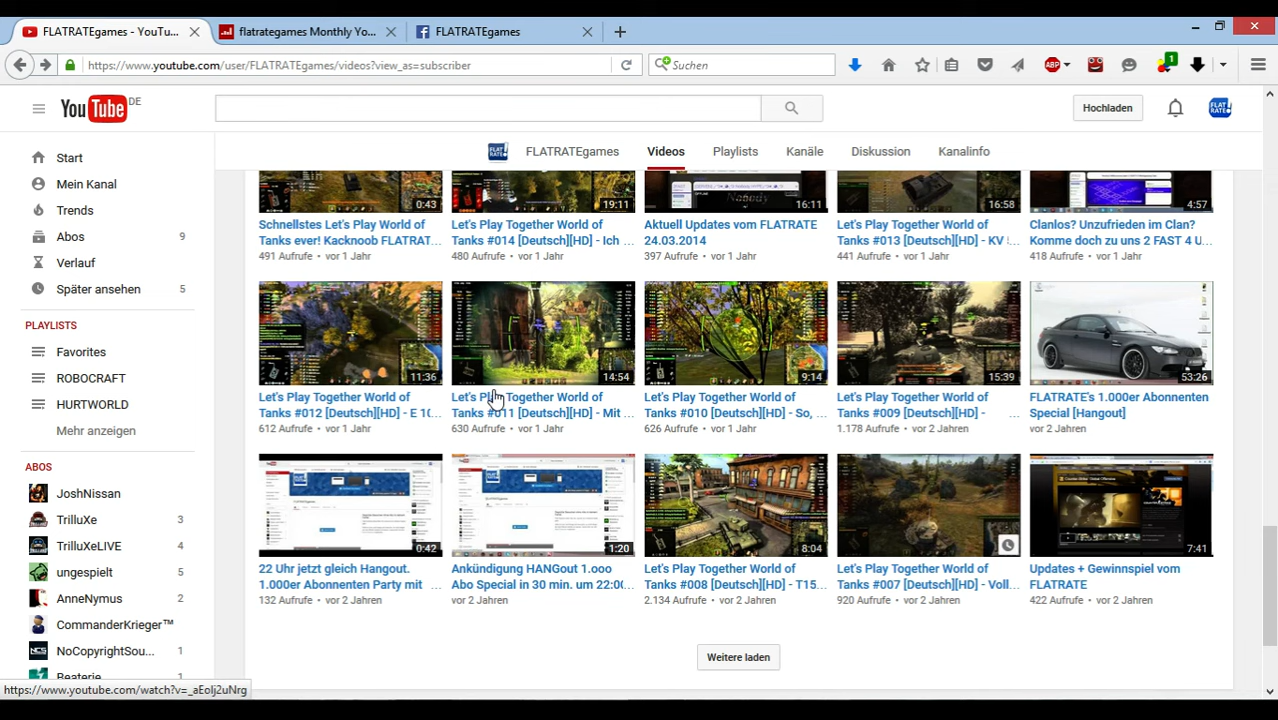 FLATRATEgames - YouTu...
flatrategames Monthly Yo...
FLATRATEgames
https://www.youtube.com/user/FLATRATEgames/videos?view_as=subscriber
Suchen
ABP
1
YouTube DE
Hochladen
FLAT RATE!
Start
Mein Kanal
Trends
Abos 9
Verlauf
Später ansehen 5
PLAYLISTS
Favorites
ROBOCRAFT
HURTWORLD
Mehr anzeigen
ABOS
JoshNissan
TrilluXe 3
TrilluXeLIVE 4
ungespielt 5
AnneNymus 2
CommanderKrieger™
NoCopyrightSou... 1
Beaterie
https://www.youtube.com/watch?v=_aEolj2uNrg
FLAT RATE!
FLATRATEgames
Videos
Playlists
Kanäle
Diskussion
Kanalinfo
0:43
19:11
16:11
16:58
4:57
Schnellstes Let's Play World of
Tanks ever! Kacknoob FLATRAT...
491 Aufrufe • vor 1 Jahr
Let's Play Together World of
Tanks #014 [Deutsch][HD] - Ich ...
480 Aufrufe • vor 1 Jahr
Aktuell Updates vom FLATRATE
24.03.2014
397 Aufrufe • vor 1 Jahr
Let's Play Together World of
Tanks #013 [Deutsch][HD] - KV
441 Aufrufe • vor 1 Jahr
Clanlos? Unzufrieden im Clan?
Komme doch zu uns 2 FAST 4 U...
418 Aufrufe • vor 1 Jahr
11:36
14:54
9:14
15:39
53:26
Let's Play Together World of
Tanks #012 [Deutsch][HD] - E 10
612 Aufrufe • vor 1 Jahr
Let's Play Together World of
Tanks #011 [Deutsch][HD] - Mit ...
630 Aufrufe • vor 1 Jahr
Let's Play Together World of
Tanks #010 [Deutsch][HD] - So, ...
626 Aufrufe • vor 1 Jahr
Let's Play Together World of
Tanks #009 [Deutsch][HD] -
1.178 Aufrufe • vor 2 Jahren
FLATRATE's 1.000er Abonnenten
Special [Hangout]
vor 2 Jahren
0:42
1:20
8:04
7:41
22 Uhr jetzt gleich Hangout.
1.000er Abonnenten Party mit ...
132 Aufrufe • vor 2 Jahren
Ankündigung HANGout 1.ooo
Abo Special in 30 min. um 22:00
vor 2 Jahren
Let's Play Together World of
Tanks #008 [Deutsch][HD] - T15...
2.134 Aufrufe • vor 2 Jahren
Let's Play Together World of
Tanks #007 [Deutsch][HD] - Voll...
920 Aufrufe • vor 2 Jahren
Updates + Gewinnspiel vom
FLATRATE
422 Aufrufe • vor 2 Jahren
Weitere laden